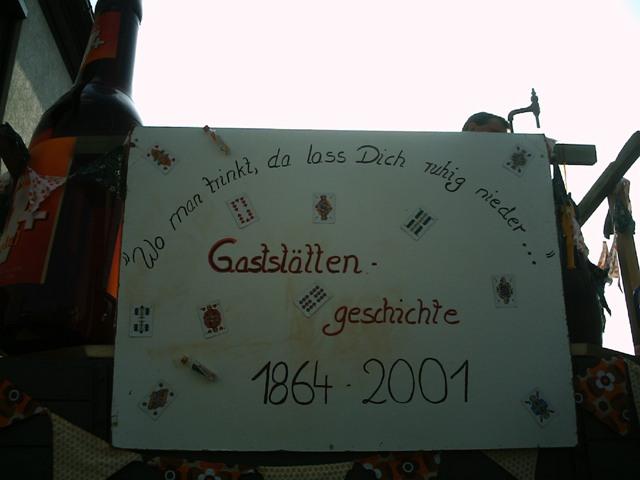 "Wo man trinkt, da lass Dich ruhig nieder..."
Gaststätten-
geschichte
1864-2001